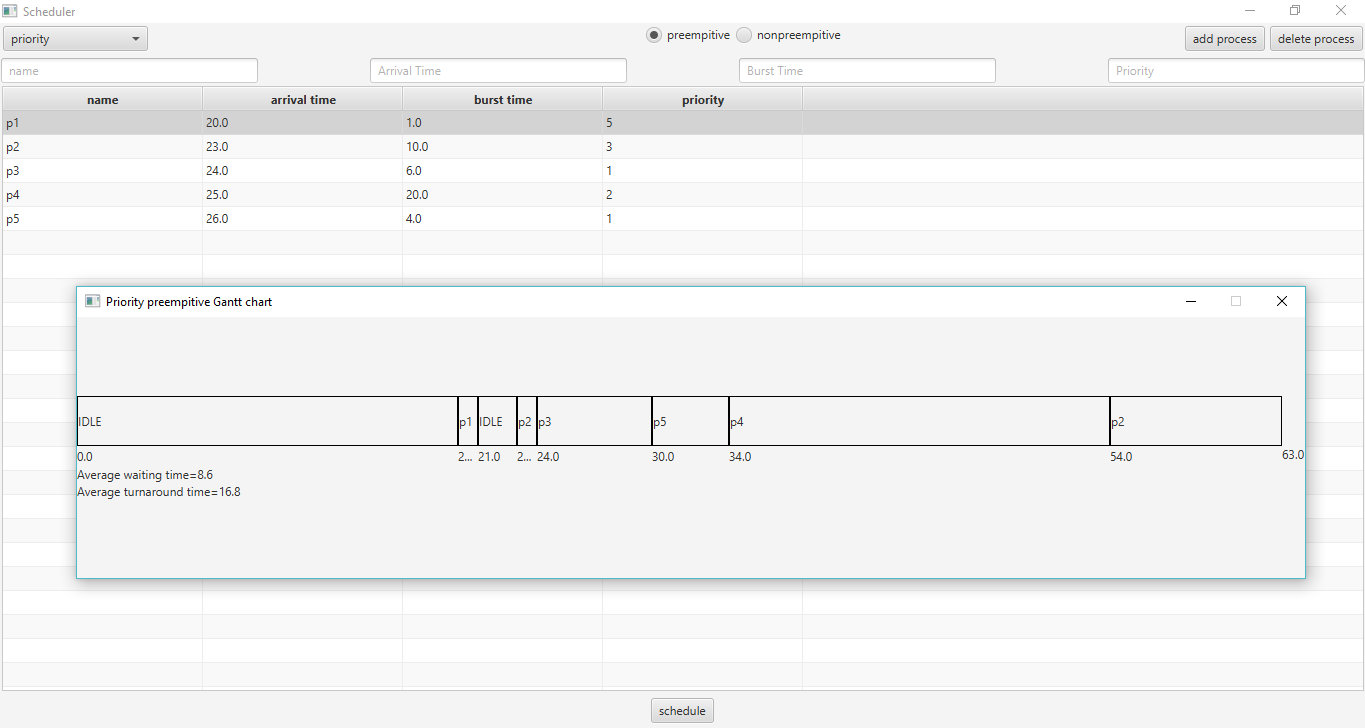 Scheduler
priority preempitive nonpreempitive add process delete process
name Arrival Time Burst Time Priority
name arrival time burst time priority
p1 20.0 1.0 5
p2 23.0 10.0 3
p3 24.0 6.0 1
p4 25.0 20.0 2
p5 26.0 4.0 1
Priority preempitive Gantt chart
IDLE p1 IDLE p2 p3 p5 p4 p2
0.0 2... 21.0 2... 24.0 30.0 34.0 54.0 63.0
Average waiting time=8.6
Average turnaround time=16.8
schedule